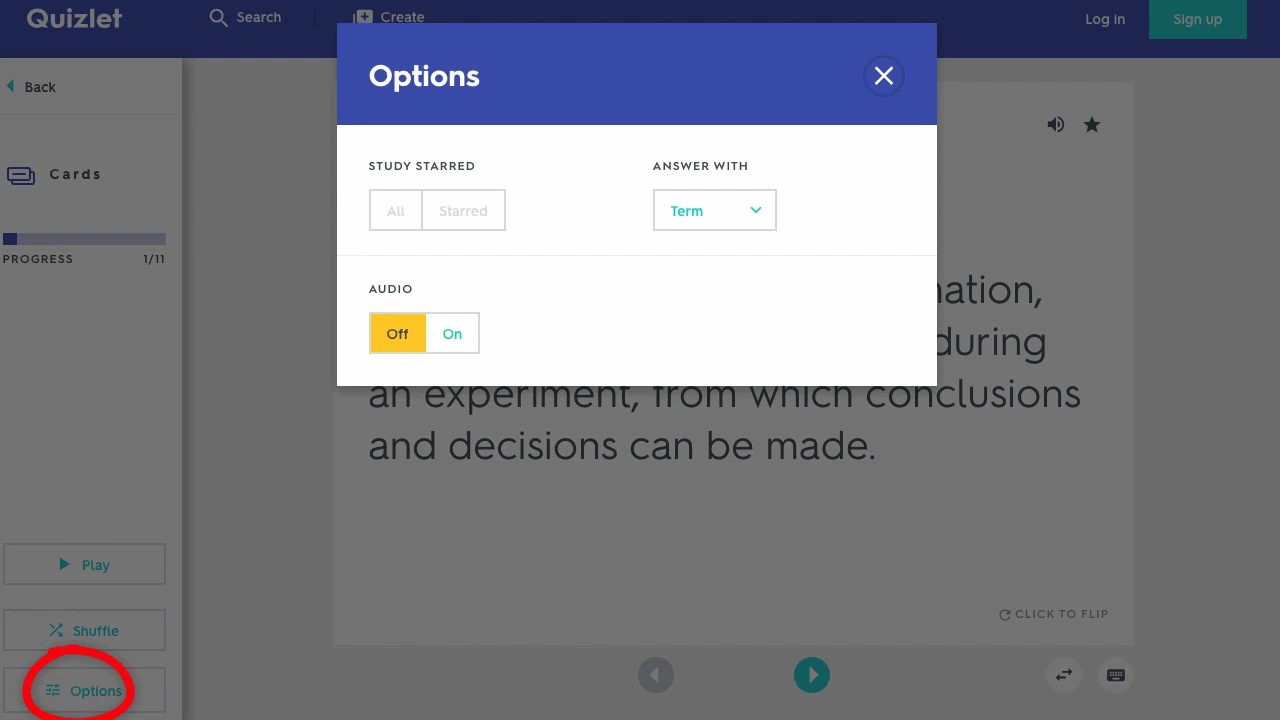 Quizlet
Search
Create
Log in
Sign up
Back
Cards
PROGRESS 1/11
Play
Shuffle
Options
Options
STUDY STARRED
All Starred
ANSWER WITH
Term
AUDIO
Off On
during
an experiment, from which conclusions
and decisions can be made.
CLICK TO FLIP